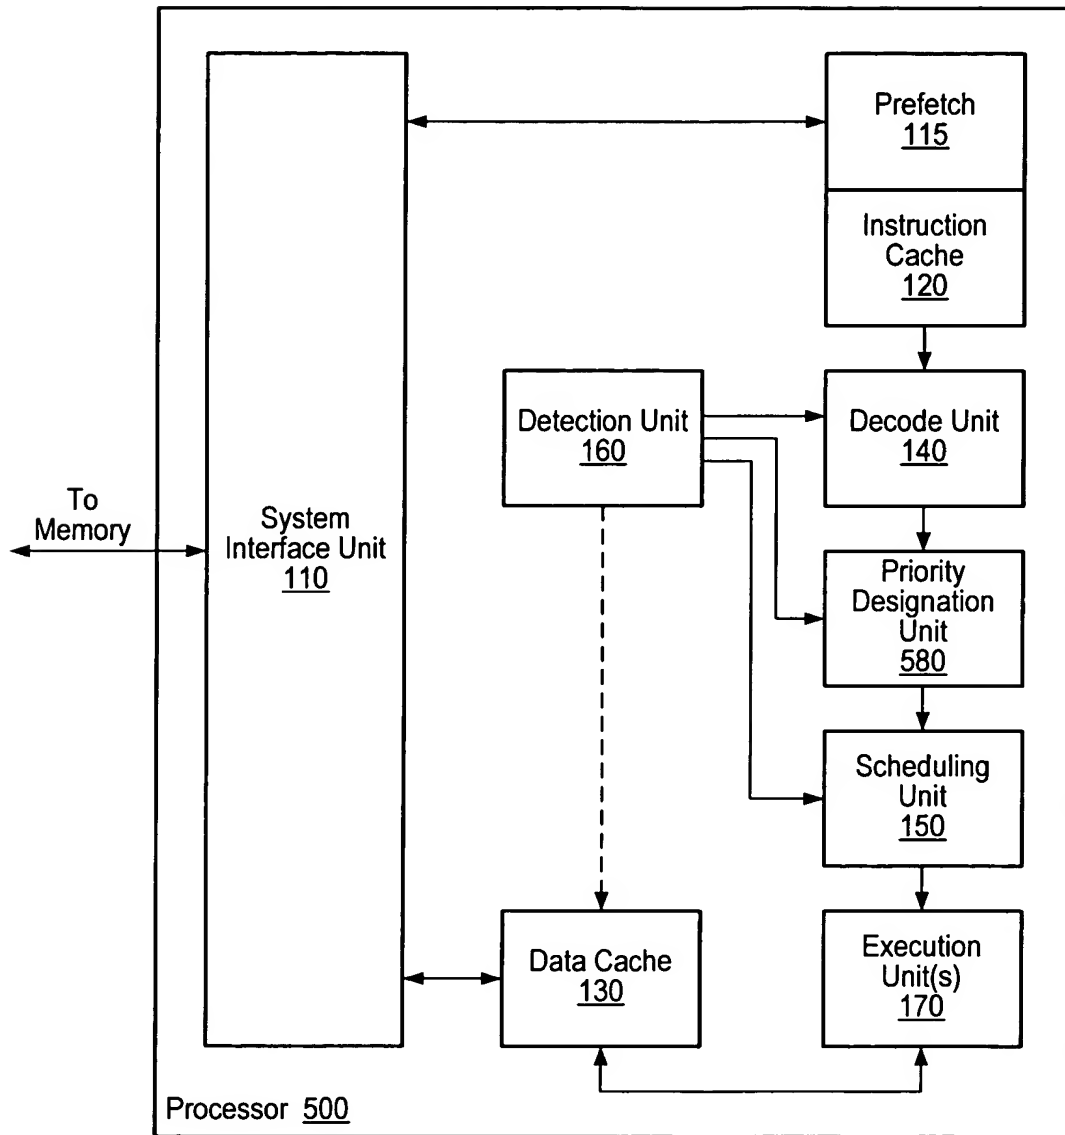 Prefetch
115
Instruction
Cache
120
Detection Unit
160
Decode Unit
140
To
Memory
System
Interface Unit
110
Priority
Designation
Unit
580
Scheduling
Unit
150
Data Cache
130
Execution
Unit(s)
170
Processor 500